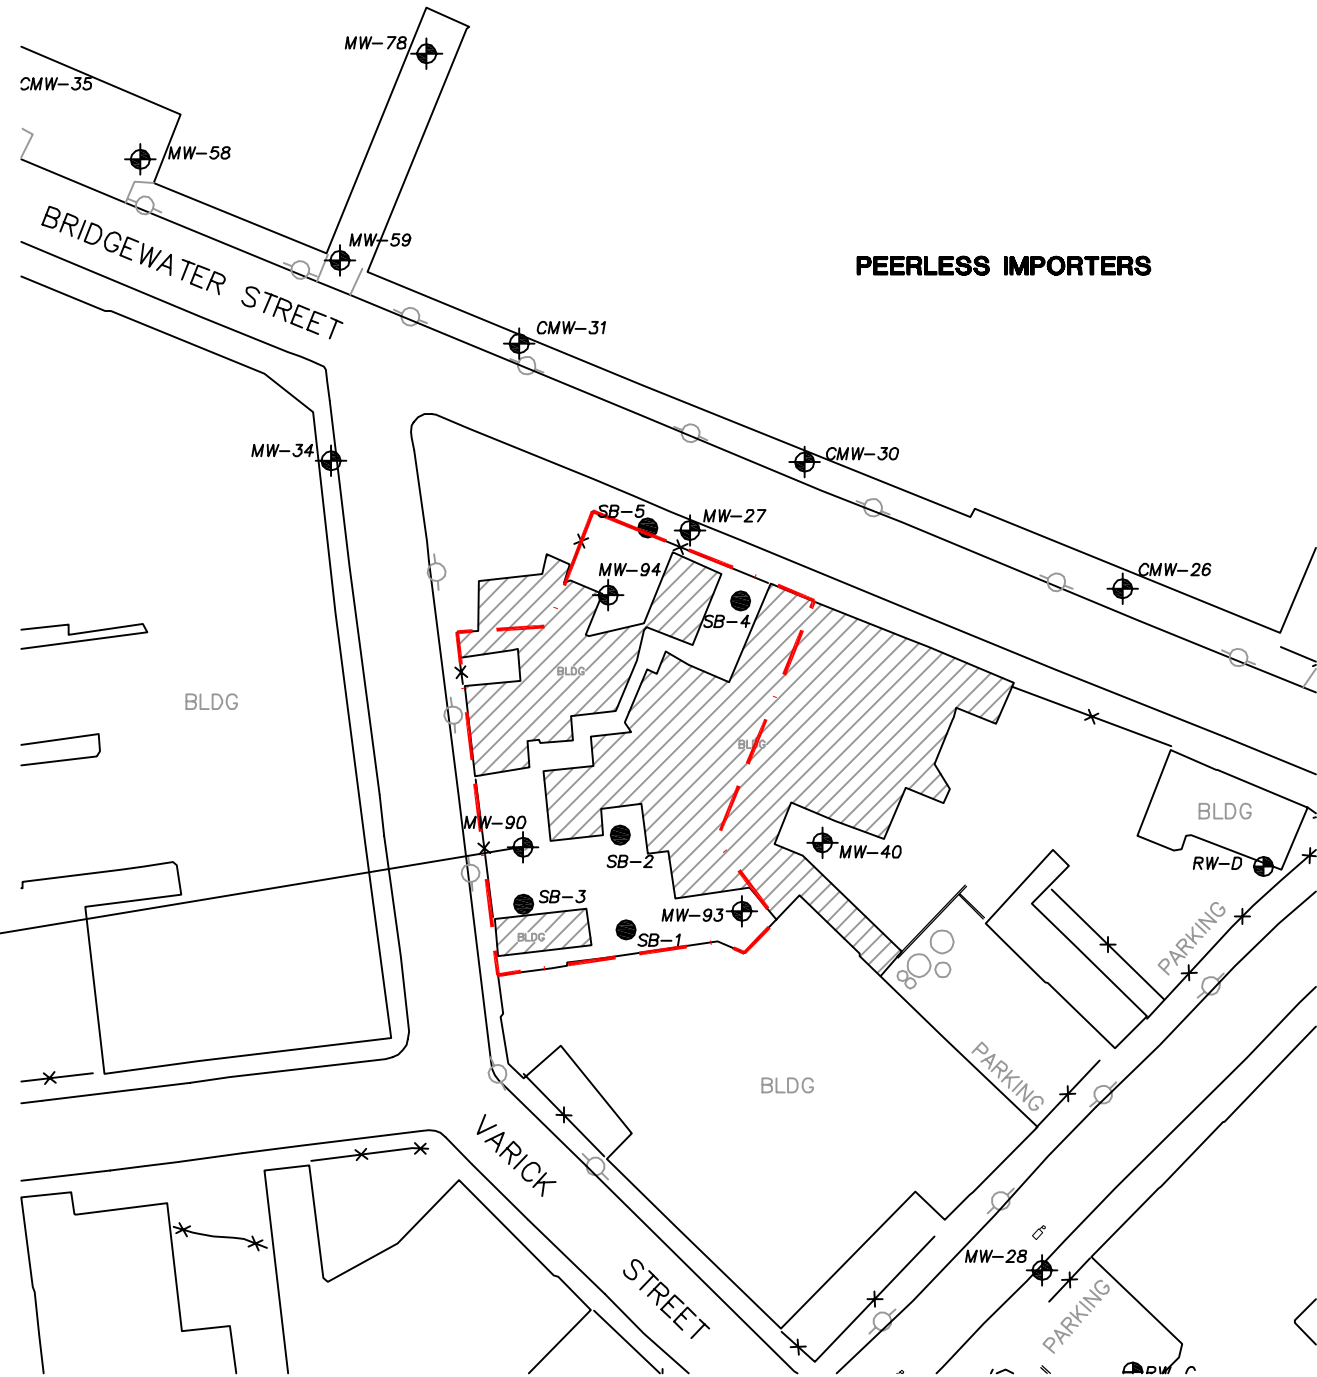 MW-78
CMW-35
MW-58
BRIDGEWATER STREET
MW-59
PEERLESS IMPORTERS
CMW-31
MW-34
CMW-30
SB-5
MW-27
MW-94
CMW-26
SB-4
BLDG
BLDG
BLDG
BLDG
MW-90
SB-2
MW-40
RW-D
SB-3
MW-93
BLDG
SB-1
PARKING
PARKING
BLDG
VARICK
STREET
MW-28
PARKING
RW-C